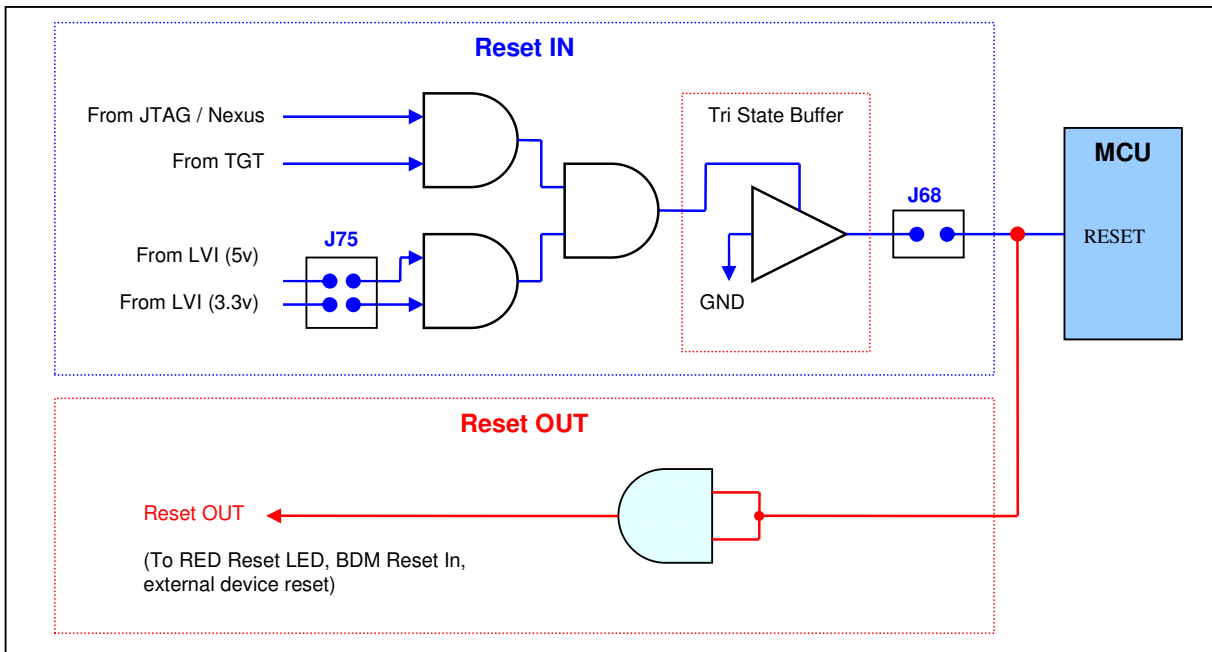 Reset IN
From JTAG / Nexus
From TGT
Tri State Buffer
MCU
J68
RESET
J75
From LVI (5v)
From LVI (3.3v)
GND
Reset OUT
Reset OUT
(To RED Reset LED, BDM Reset In,
external device reset)